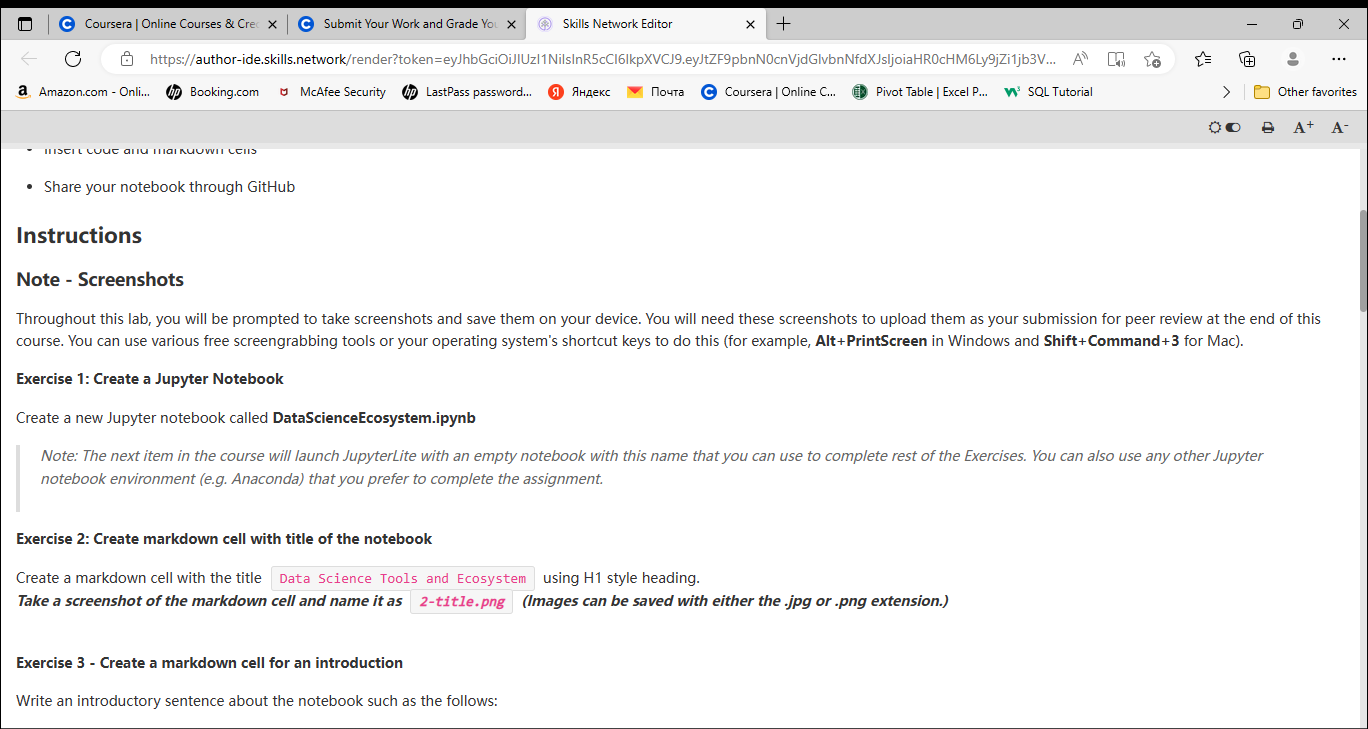 Coursera | Online Courses & Cre
Submit Your Work and Grade You
Skills Network Editor
Amazon.com - Onli...
Booking.com
McAfee Security
LastPass password...
Яндекс
Почта
Coursera | Online C...
Pivot Table | Excel P...
SQL Tutorial
Other favorites
A+
A-
Insert code and markdown cells
Share your notebook through GitHub
Instructions
Note - Screenshots
Throughout this lab, you will be prompted to take screenshots and save them on your device. You will need these screenshots to upload them as your submission for peer review at the end of this
course. You can use various free screengrabbing tools or your operating system's shortcut keys to do this (for example, Alt+PrintScreen in Windows and Shift+Command+3 for Mac).
Exercise 1: Create a Jupyter Notebook
Create a new Jupyter notebook called DataScienceEcosystem.ipynb
Note: The next item in the course will launch JupyterLite with an empty notebook with this name that you can use to complete rest of the Exercises. You can also use any other Jupyter
notebook environment (e.g. Anaconda) that you prefer to complete the assignment.
Exercise 2: Create markdown cell with title of the notebook
Create a markdown cell with the title Data Science Tools and Ecosystem using H1 style heading.
Take a screenshot of the markdown cell and name it as 2-title.png (Images can be saved with either the .jpg or .png extension.)
Exercise 3 - Create a markdown cell for an introduction
Write an introductory sentence about the notebook such as the follows: